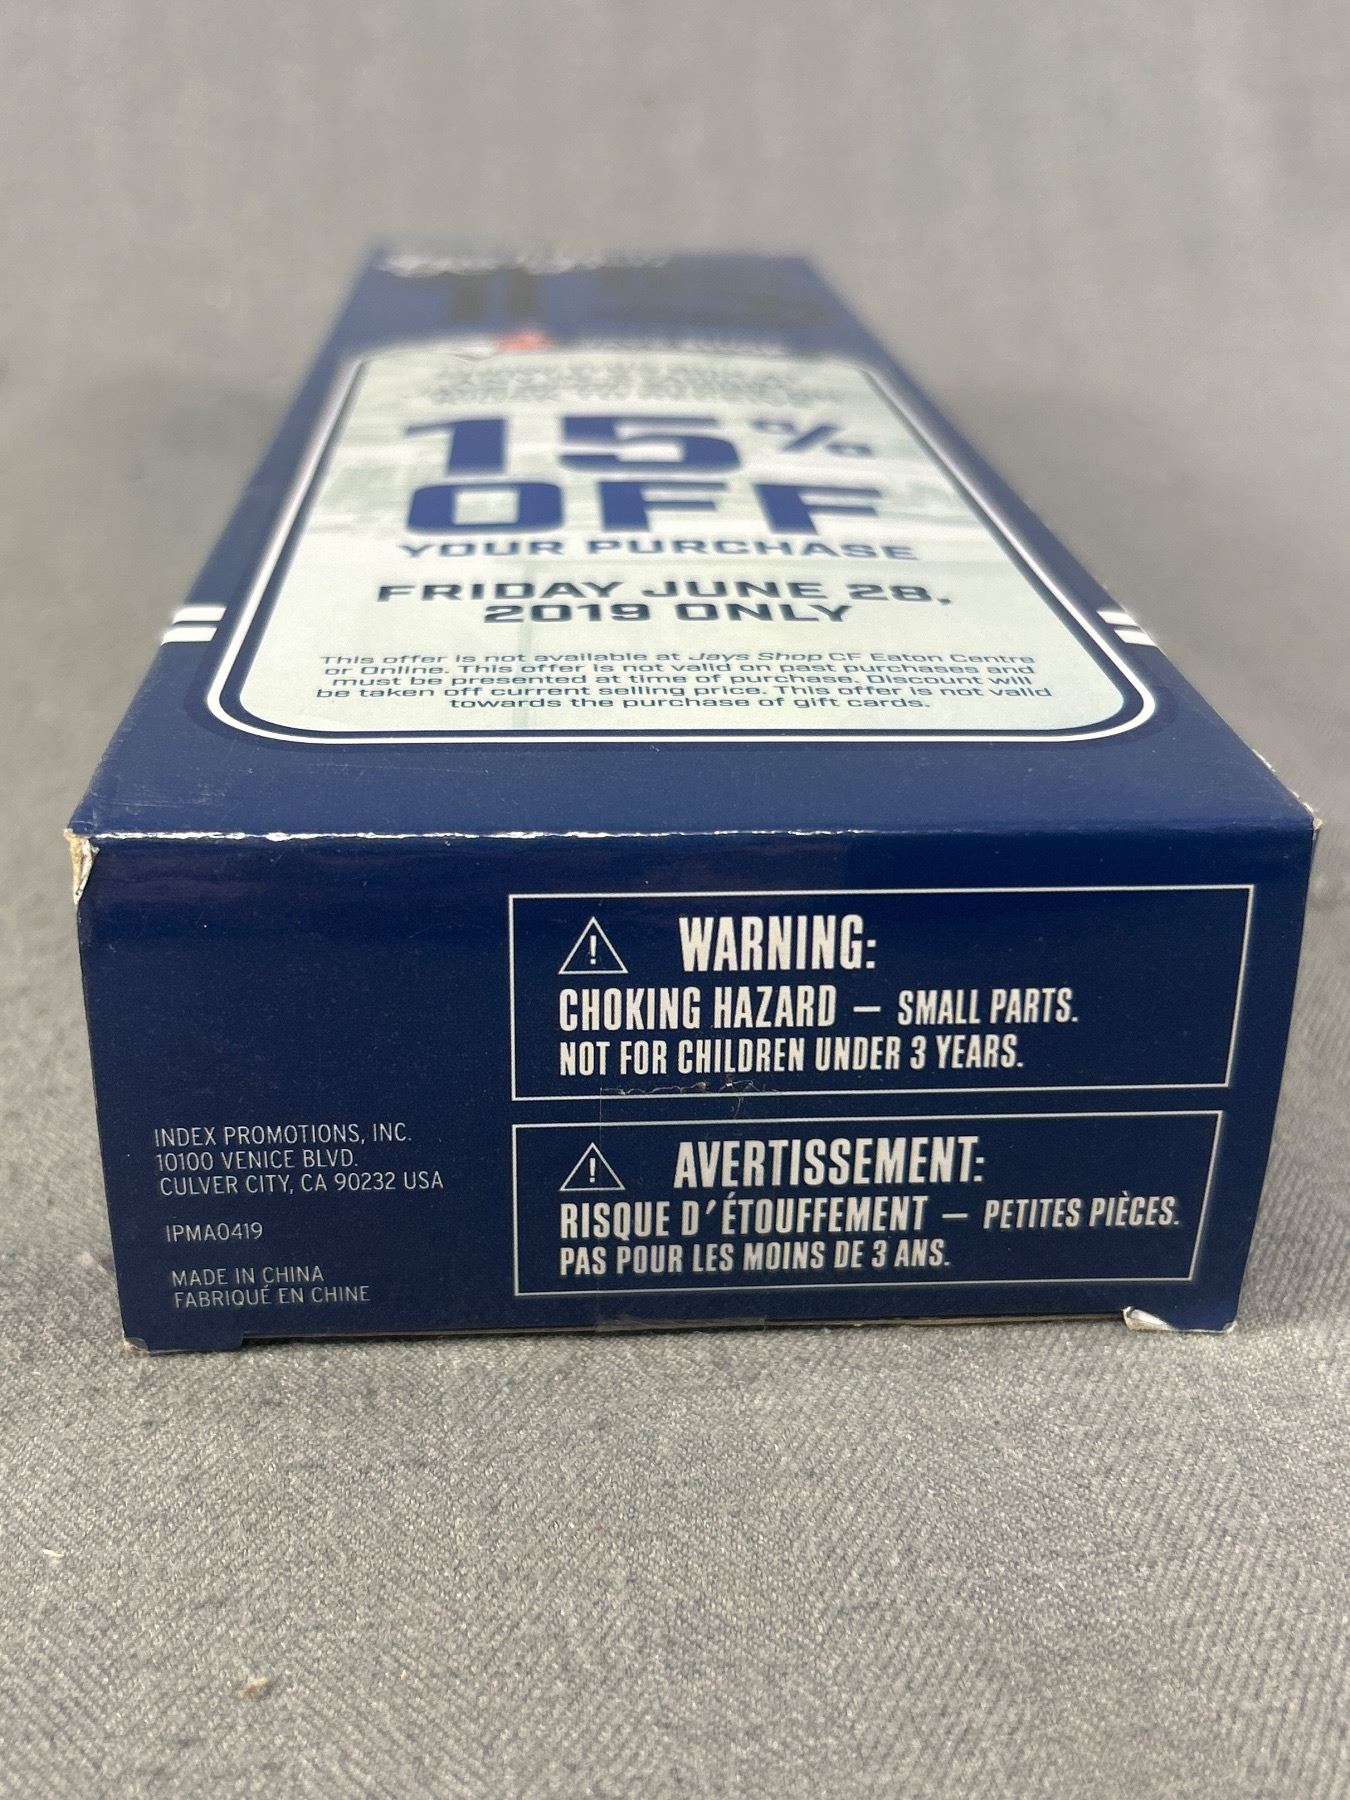 15%
OFF
YOUR PURCHASE
FRIDAY JUNE 28,
2019 ONLY
This offer is not available at Jays Shop CF Eaton Centre
or Online. This offer is not valid on past purchases and
must be presented at time of purchase. Discount will
be taken off current selling price. This offer is not valid
towards the purchase of gift cards.
WARNING:
CHOKING HAZARD – SMALL PARTS.
NOT FOR CHILDREN UNDER 3 YEARS.
AVERTISSEMENT:
RISQUE D'ÉTOUFFEMENT – PETITES PIÈCES.
PAS POUR LES MOINS DE 3 ANS.
INDEX PROMOTIONS, INC.
10100 VENICE BLVD.
CULVER CITY, CA 90232 USA
IPMA0419
MADE IN CHINA
FABRIQUÉ EN CHINE